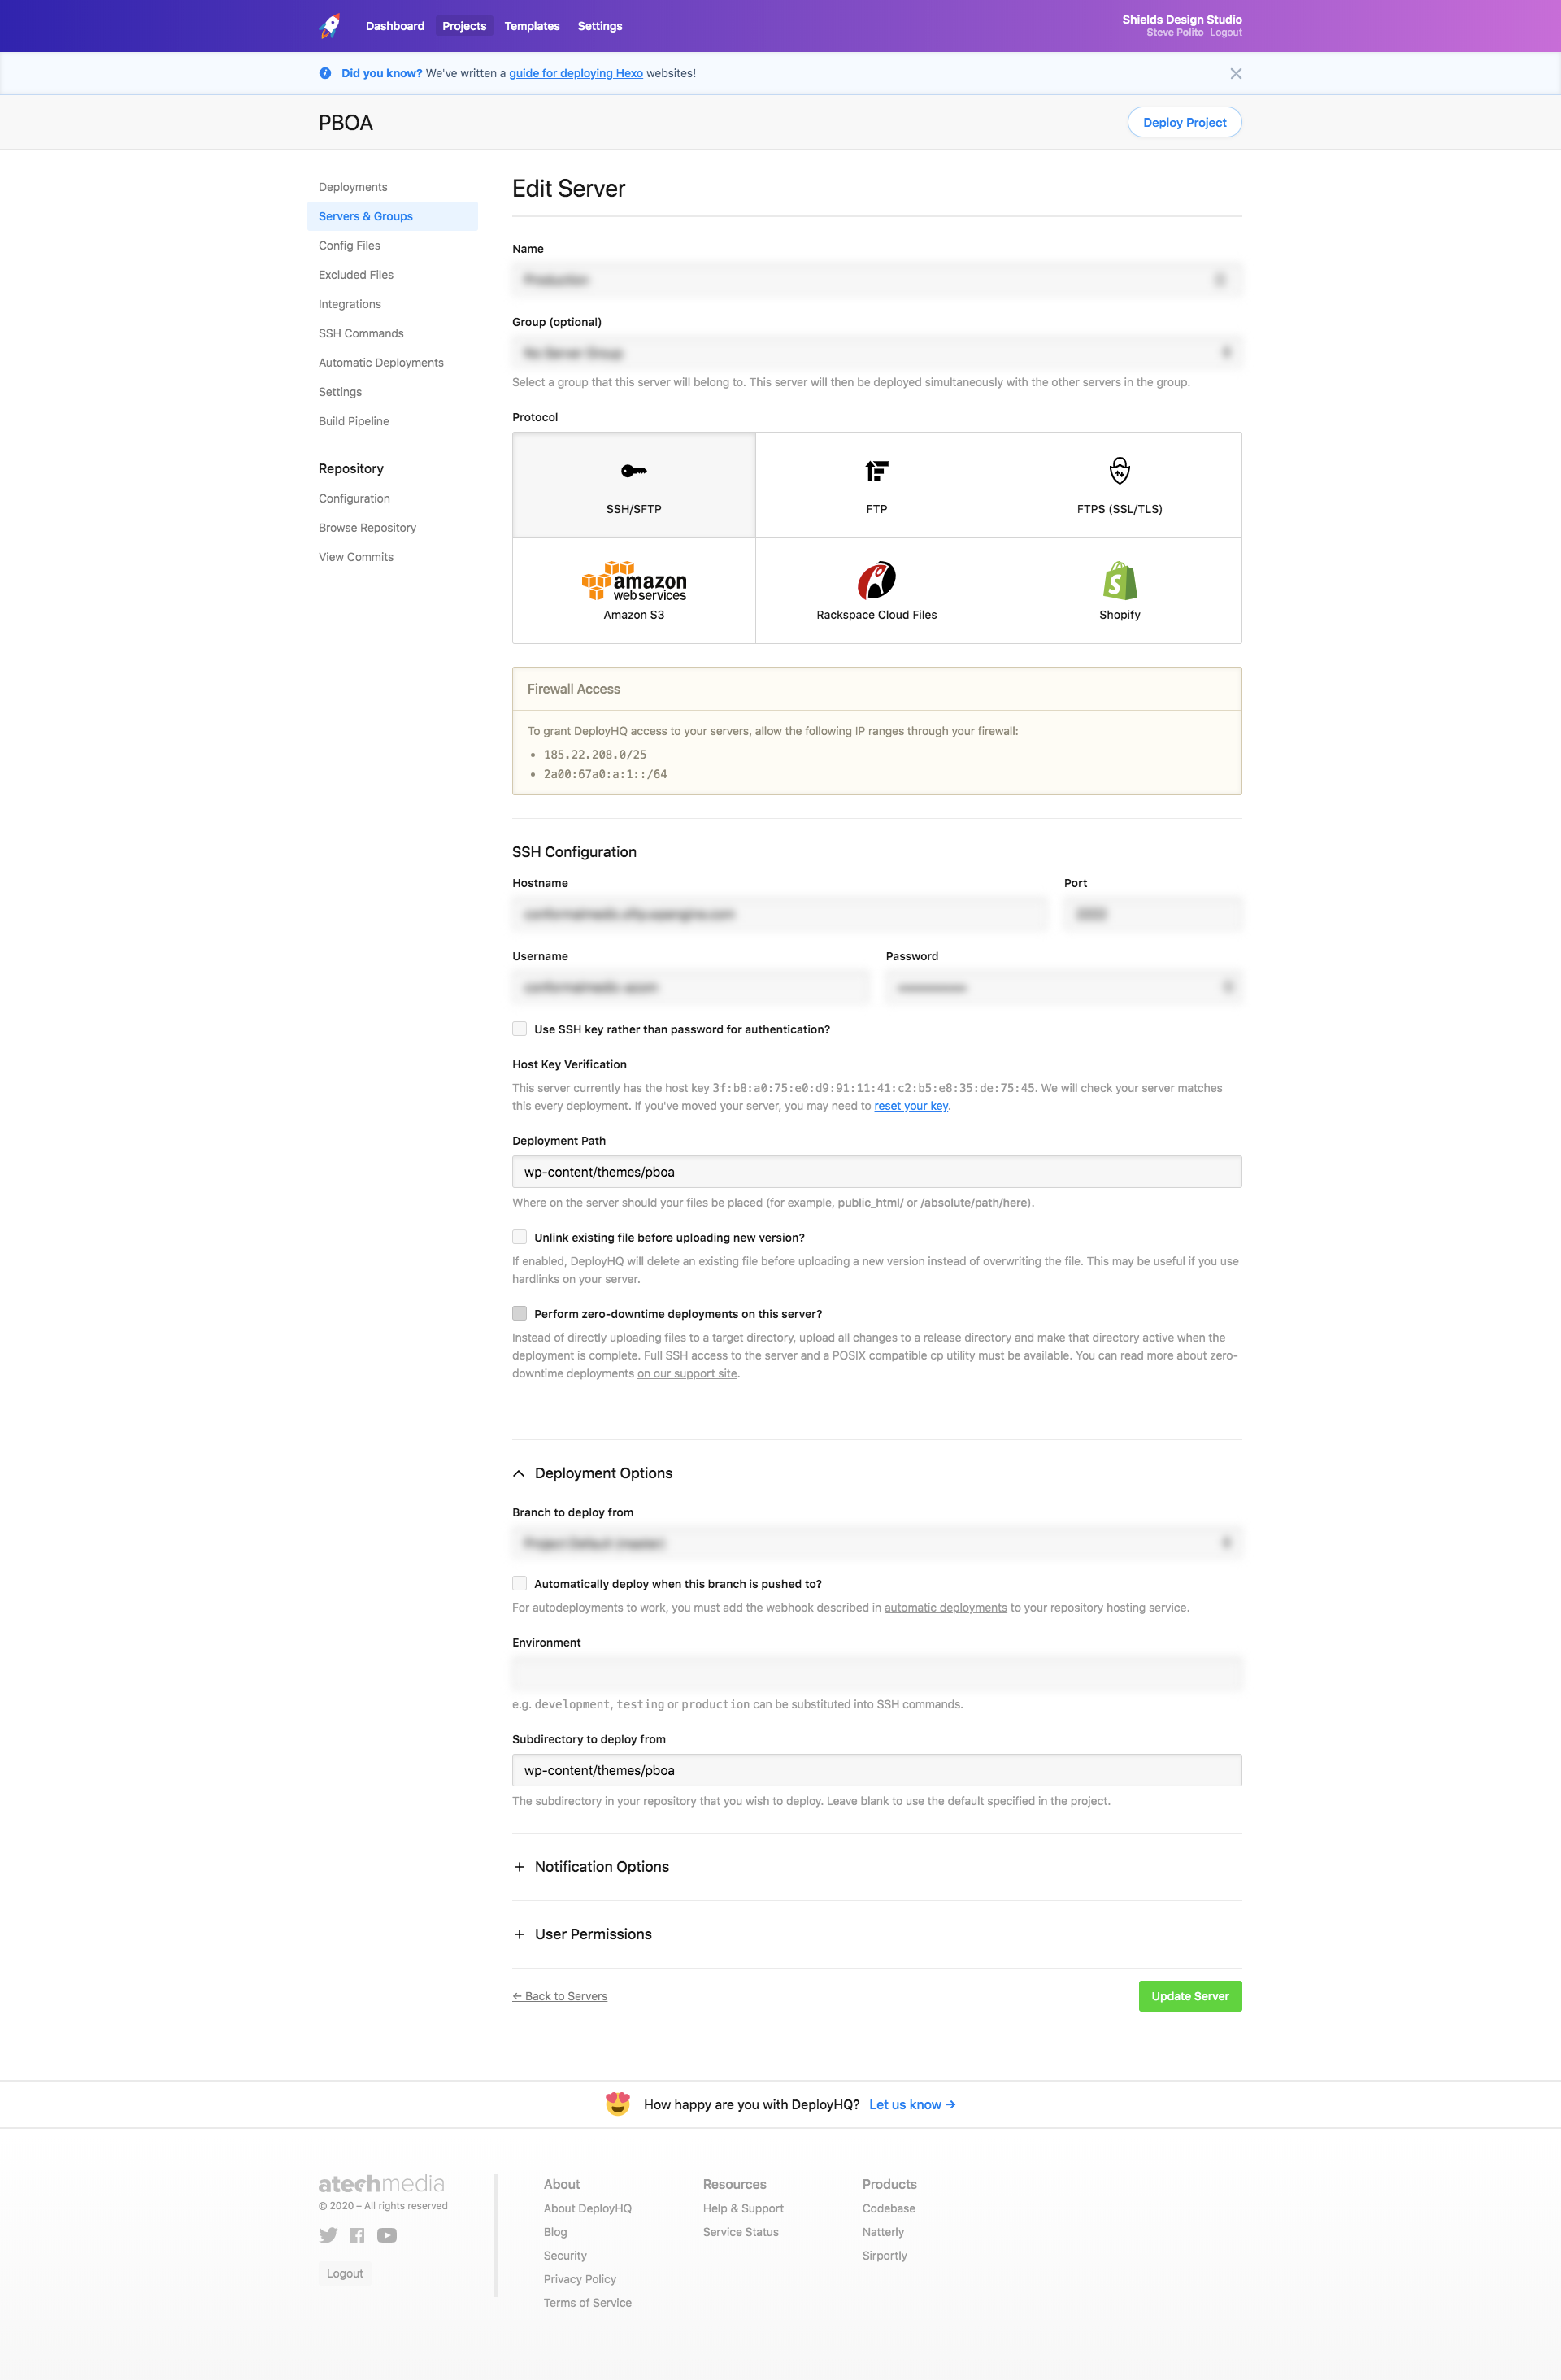 Dashboard Projects Templates Settings
Shields Design Studio
Steve Polito Logout
Did you know? We've written a guide for deploying Hexo websites!
PBOA
Deploy Project
Deployments
Servers & Groups
Config Files
Excluded Files
Integrations
SSH Commands
Automatic Deployments
Settings
Build Pipeline
Repository
Configuration
Browse Repository
View Commits
Edit Server
Name
Group (optional)
Select a group that this server will belong to. This server will then be deployed simultaneously with the other servers in the group.
Protocol
SSH/SFTP
FTP
FTPS (SSL/TLS)
amazon
web services
Amazon S3
Rackspace Cloud Files
Shopify
Firewall Access
To grant DeployHQ access to your servers, allow the following IP ranges through your firewall:
• 185.22.208.0/25
• 2a00:67a0:a:1::/64
SSH Configuration
Hostname
Port
Username
Password
Use SSH key rather than password for authentication?
Host Key Verification
This server currently has the host key 3f:b8:a0:75:e0:d9:91:11:41:c2:b5:e8:35:de:75:45. We will check your server matches
this every deployment. If you've moved your server, you may need to reset your key.
Deployment Path
wp-content/themes/pboa
Where on the server should your files be placed (for example, public_html/ or /absolute/path/here).
Unlink existing file before uploading new version?
If enabled, DeployHQ will delete an existing file before uploading a new version instead of overwriting the file. This may be useful if you use
hardlinks on your server.
Perform zero-downtime deployments on this server?
Instead of directly uploading files to a target directory, upload all changes to a release directory and make that directory active when the
deployment is complete. Full SSH access to the server and a POSIX compatible cp utility must be available. You can read more about zero-
downtime deployments on our support site.
Deployment Options
Branch to deploy from
Automatically deploy when this branch is pushed to?
For autodeployments to work, you must add the webhook described in automatic deployments to your repository hosting service.
Environment
e.g. development, testing or production can be substituted into SSH commands.
Subdirectory to deploy from
wp-content/themes/pboa
The subdirectory in your repository that you wish to deploy. Leave blank to use the default specified in the project.
+ Notification Options
+ User Permissions
← Back to Servers
Update Server
How happy are you with DeployHQ? Let us know →
atechmedia
© 2020 – All rights reserved
Logout
About
About DeployHQ
Blog
Security
Privacy Policy
Terms of Service
Resources
Help & Support
Service Status
Products
Codebase
Natterly
Sirportly